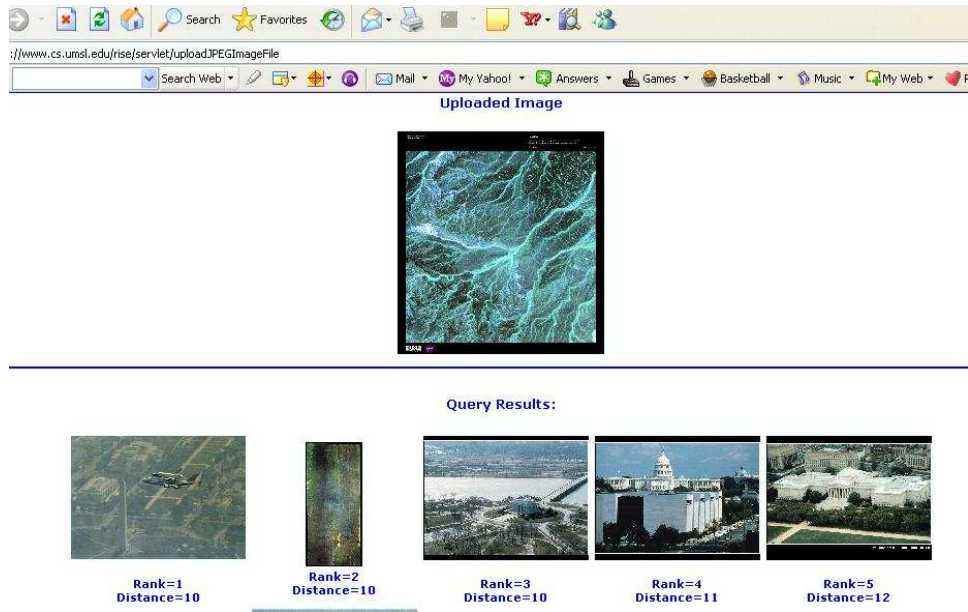 Search Favorites
://www.cs.umsl.edu/rise/servlet/uploadJPEGImageFile
Search Web Mail My Yahoo! Answers Games Basketball Music My Web
Uploaded Image
Query Results:
Rank=1 Rank=2 Rank=3 Rank=4 Rank=5
Distance=10 Distance=10 Distance=10 Distance=11 Distance=12